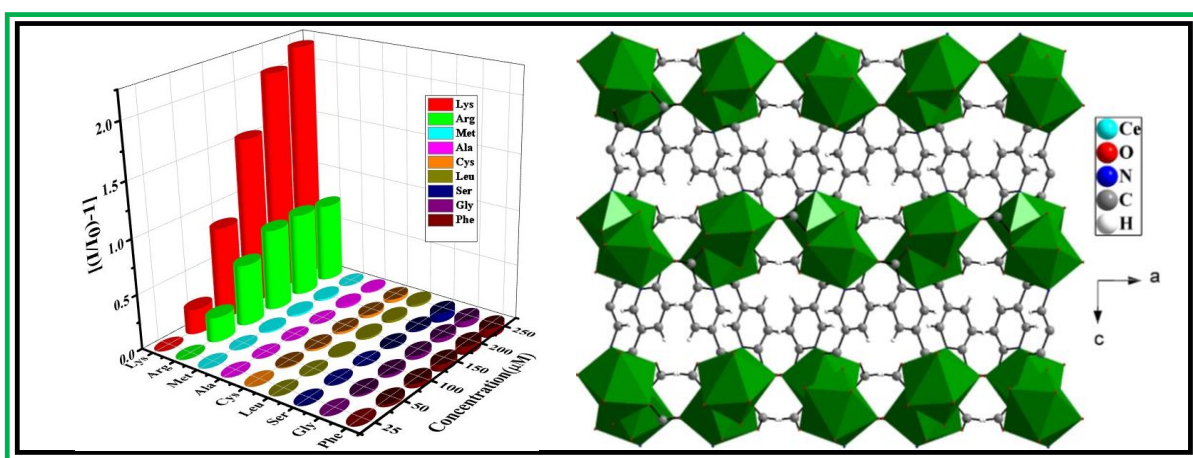 [(I/I0)-1]
2.0
1.5
1.0
0.5
0.0
Lys
Arg
Met
Ala
Cys
Leu
Ser
Gly
Phe
25
50
100
150
200
250
Concentration(µM)
Lys
Arg
Met
Ala
Cys
Leu
Ser
Gly
Phe
Ce
O
N
C
H
a
c